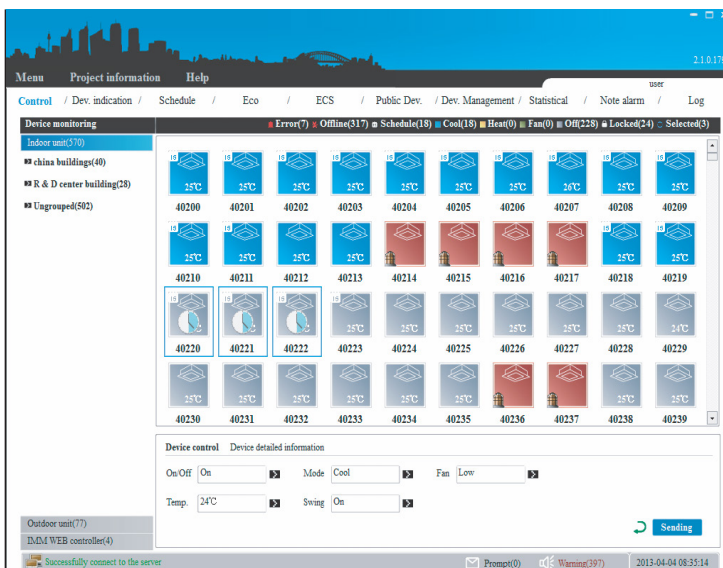 2.1.0.179
Menu Project information Help
user
Control / Dev. indication / Schedule / Eco / ECS / Public Dev. / Dev. Management / Statistical / Note alarm / Log
Device monitoring Error(7) Offline(317) Schedule(18) Cool(18) Heat(0) Fan(0) Off(228) Locked(24) Selected(3)
Indoor unit(570)
china buildings(40)
R & D center building(28)
Ungrouped(502)
25℃ 25℃ 25℃ 25℃ 25℃ 25℃ 25℃ 26℃ 25℃ 25℃
40200 40201 40202 40203 40204 40205 40206 40207 40208 40209
25℃ 25℃ 25℃ 25℃ 25℃ 25℃
40210 40211 40212 40213 40214 40215 40216 40217 40218 40219
25℃ 25℃ 25℃ 25℃ 25℃ 25℃ 24℃
40220 40221 40222 40223 40224 40225 40226 40227 40228 40229
25℃ 25℃ 25℃ 25℃ 25℃ 25℃ 25℃ 25℃
40230 40231 40232 40233 40234 40235 40236 40237 40238 40239
Device control Device detailed information
On/Off On Mode Cool Fan Low
Temp. 24℃ Swing On
Sending
Outdoor unit(77)
IMM WEB controller(4)
Successfully connect to the server Prompt(0) Warning(397) 2013-04-04 08:35:14